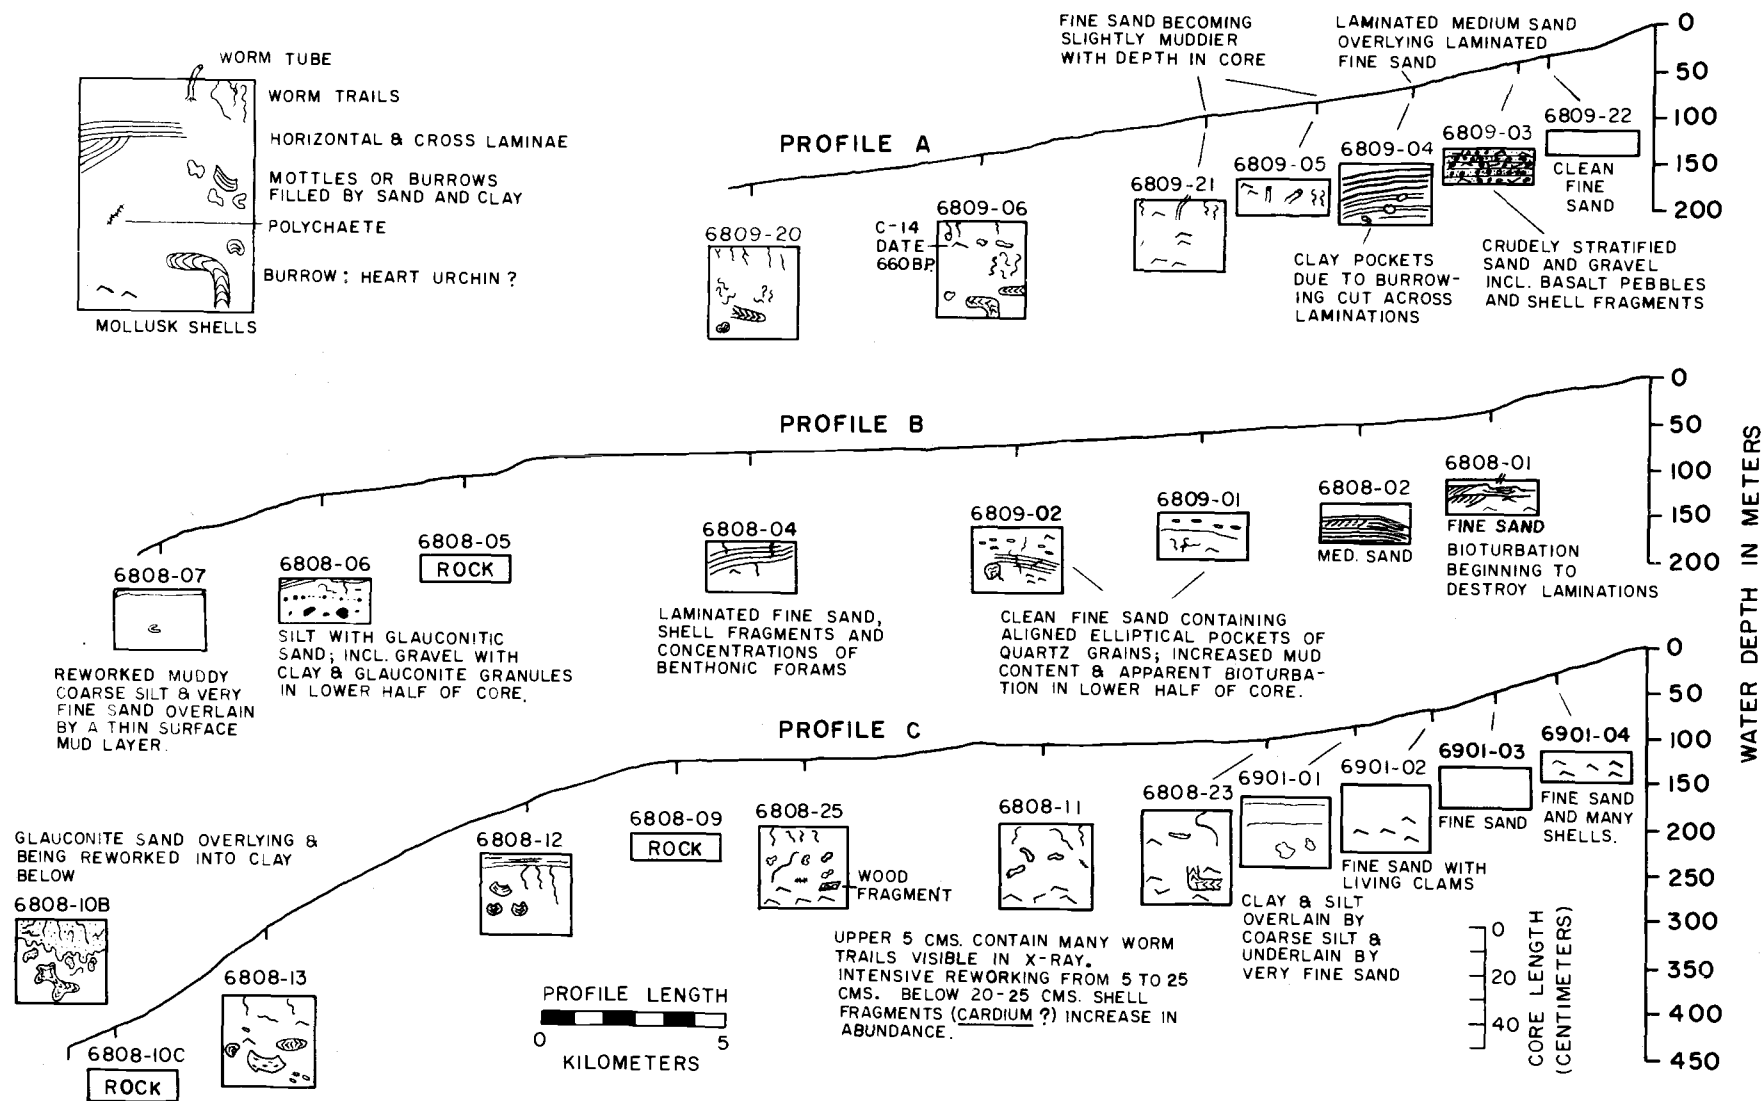 WORM TUBE
WORM TRAILS
HORIZONTAL & CROSS LAMINAE
MOTTLES OR BURROWS
FILLED BY SAND AND CLAY
POLYCHAETE
BURROW: HEART URCHIN ?
MOLLUSK SHELLS
PROFILE A
FINE SAND BECOMING
SLIGHTLY MUDDIER
WITH DEPTH IN CORE
LAMINATED MEDIUM SAND
OVERLYING LAMINATED
FINE SAND
0
50
100
150
200
6809-20
6809-06
C-14
DATE
660 BP.
6809-21
6809-05
6809-04
6809-03
6809-22
CLEAN
FINE
SAND
CLAY POCKETS
DUE TO BURROW-
ING CUT ACROSS
LAMINATIONS
CRUDELY STRATIFIED
SAND AND GRAVEL
INCL. BASALT PEBBLES
AND SHELL FRAGMENTS
PROFILE B
0
50
100
150
200
6808-07
REWORKED MUDDY
COARSE SILT & VERY
FINE SAND OVERLAIN
BY A THIN SURFACE
MUD LAYER.
6808-06
SILT WITH GLAUCONITIC
SAND; INCL. GRAVEL WITH
CLAY & GLAUCONITE GRANULES
IN LOWER HALF OF CORE.
6808-05
ROCK
6808-04
LAMINATED FINE SAND,
SHELL FRAGMENTS AND
CONCENTRATIONS OF
BENTHONIC FORAMS
6809-02
6809-01
CLEAN FINE SAND CONTAINING
ALIGNED ELLIPTICAL POCKETS OF
QUARTZ GRAINS; INCREASED MUD
CONTENT & APPARENT BIOTURBA-
TION IN LOWER HALF OF CORE.
6808-02
MED. SAND
6808-01
FINE SAND
BIOTURBATION
BEGINNING TO
DESTROY LAMINATIONS
WATER DEPTH IN METERS
PROFILE C
0
50
100
150
200
250
300
350
400
450
GLAUCONITE SAND OVERLYING &
BEING REWORKED INTO CLAY
BELOW
6808-10B
6808-10C
ROCK
6808-13
6808-12
6808-09
ROCK
6808-25
WOOD
FRAGMENT
6808-11
UPPER 5 CMS. CONTAIN MANY WORM
TRAILS VISIBLE IN X-RAY.
INTENSIVE REWORKING FROM 5 TO 25
CMS. BELOW 20-25 CMS. SHELL
FRAGMENTS (CARDIUM ?) INCREASE IN
ABUNDANCE.
6808-23
6901-01
CLAY & SILT
OVERLAIN BY
COARSE SILT &
UNDERLAIN BY
VERY FINE SAND
6901-02
FINE SAND WITH
LIVING CLAMS
6901-03
FINE SAND
6901-04
FINE SAND
AND MANY
SHELLS.
PROFILE LENGTH
0
5
KILOMETERS
0
20
40
CORE LENGTH
(CENTIMETERS)